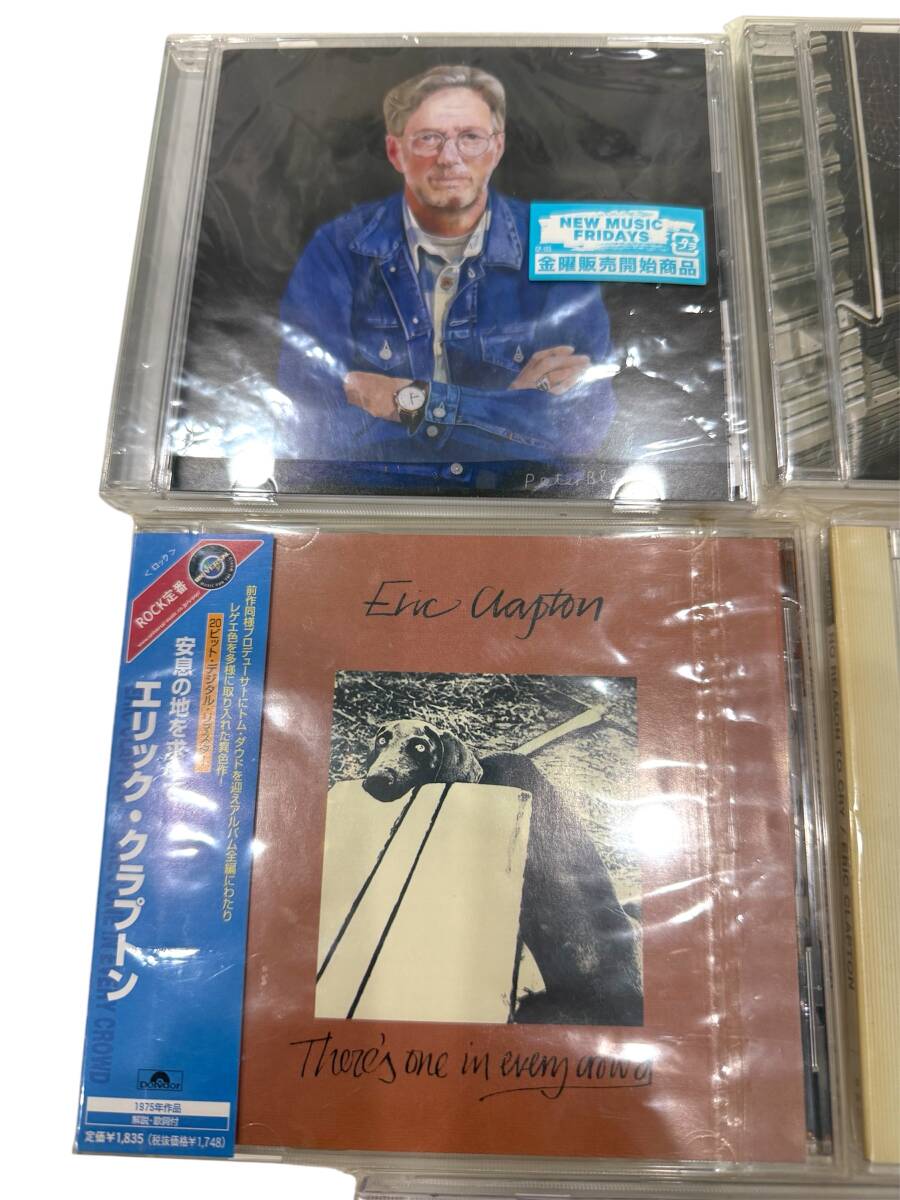 NEW MUSIC
FRIDAYS
金曜販売開始商品
Peter Bl
<ロック>
ROCK定番
前作同様プロデューサーにトム・ダウドを迎えアルバム全編にわたり
レゲエ色を多様に取り入れた異色作!
20ビット・デジタル・リマスター
安息の地を求
エリック・クラプトン
ONE IN EVERY CROWD
Polydor
1975年作品
解説・歌詞付
定価¥1,835(税抜価格¥1,748)
Eric Clapton
There's one in every crowd
NO REASON TO CRY / ERIC CLAPTON